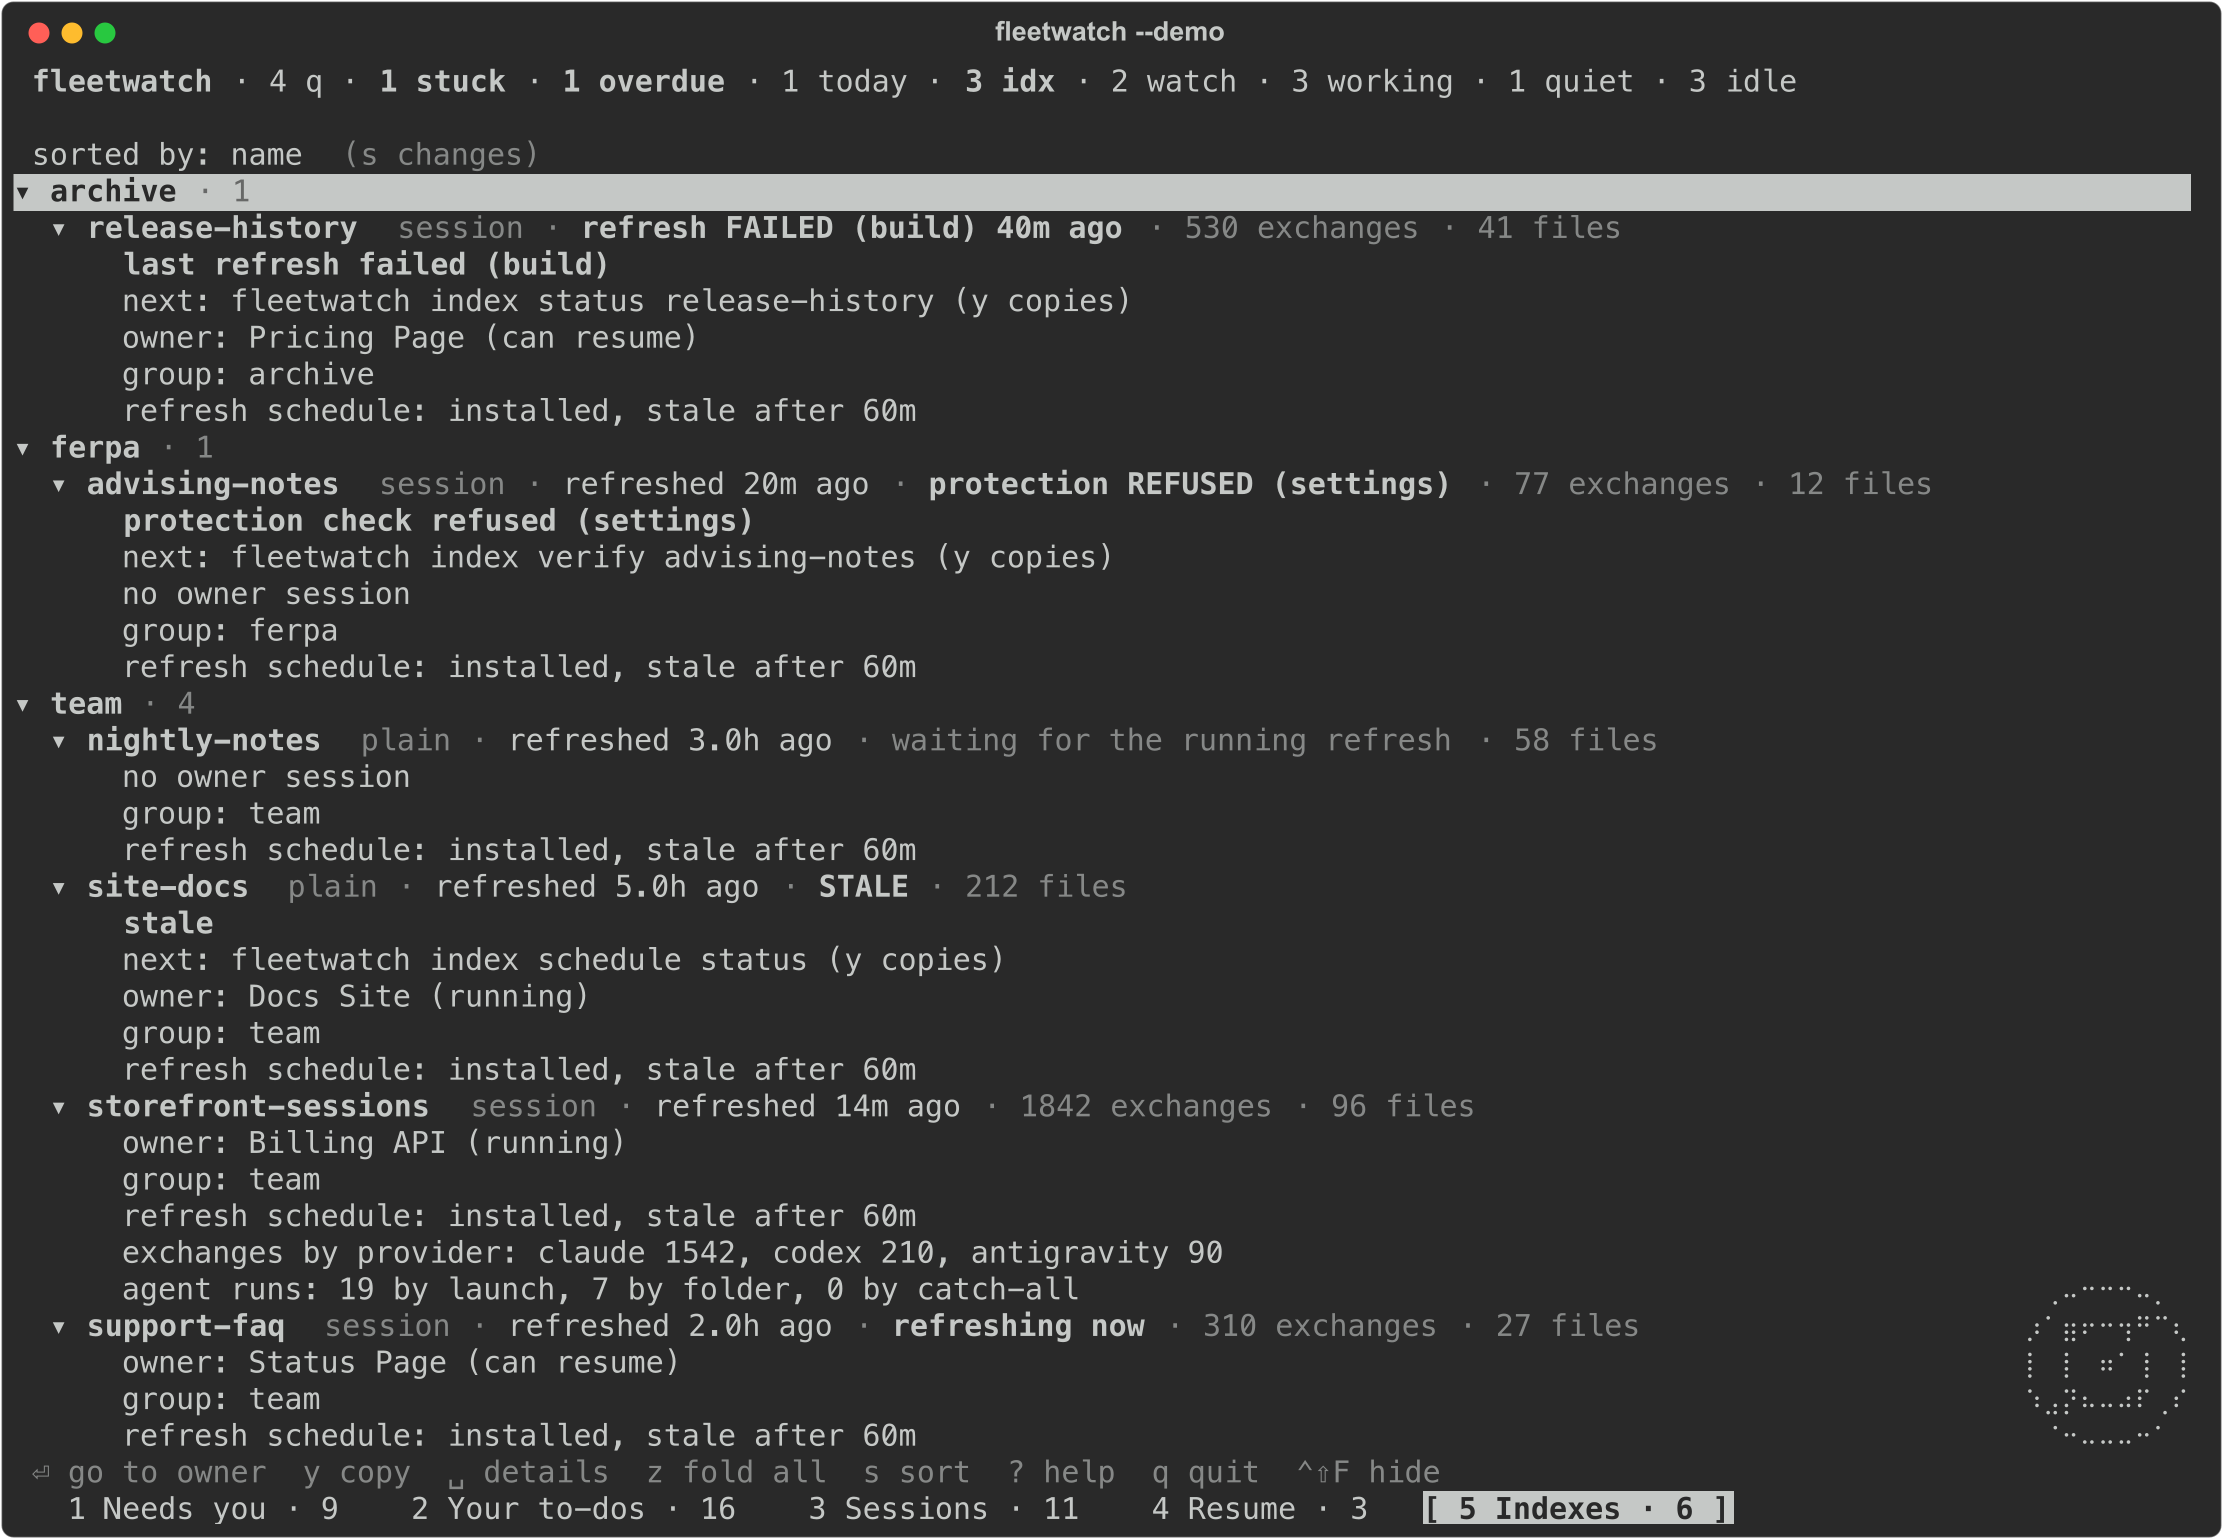 fleetwatch --demo
fleetwatch · 4 q · 1 stuck · 1 overdue · 1 today · 3 idx · 2 watch · 3 working · 1 quiet · 3 idle
sorted by: name  (s changes)
▾ archive · 1
▾ release-history  session · refresh FAILED (build) 40m ago · 530 exchanges · 41 files
last refresh failed (build)
next: fleetwatch index status release-history (y copies)
owner: Pricing Page (can resume)
group: archive
refresh schedule: installed, stale after 60m
▾ ferpa · 1
▾ advising-notes  session · refreshed 20m ago · protection REFUSED (settings) · 77 exchanges · 12 files
protection check refused (settings)
next: fleetwatch index verify advising-notes (y copies)
no owner session
group: ferpa
refresh schedule: installed, stale after 60m
▾ team · 4
▾ nightly-notes  plain · refreshed 3.0h ago · waiting for the running refresh · 58 files
no owner session
group: team
refresh schedule: installed, stale after 60m
▾ site-docs  plain · refreshed 5.0h ago · STALE · 212 files
stale
next: fleetwatch index schedule status (y copies)
owner: Docs Site (running)
group: team
refresh schedule: installed, stale after 60m
▾ storefront-sessions  session · refreshed 14m ago · 1842 exchanges · 96 files
owner: Billing API (running)
group: team
refresh schedule: installed, stale after 60m
exchanges by provider: claude 1542, codex 210, antigravity 90
agent runs: 19 by launch, 7 by folder, 0 by catch-all
▾ support-faq  session · refreshed 2.0h ago · refreshing now · 310 exchanges · 27 files
owner: Status Page (can resume)
group: team
refresh schedule: installed, stale after 60m
⏎ go to owner  y copy  ␣ details  z fold all  s sort  ? help  q quit  ^⇧F hide
1 Needs you · 9    2 Your to-dos · 16    3 Sessions · 11    4 Resume · 3   [ 5 Indexes · 6 ]